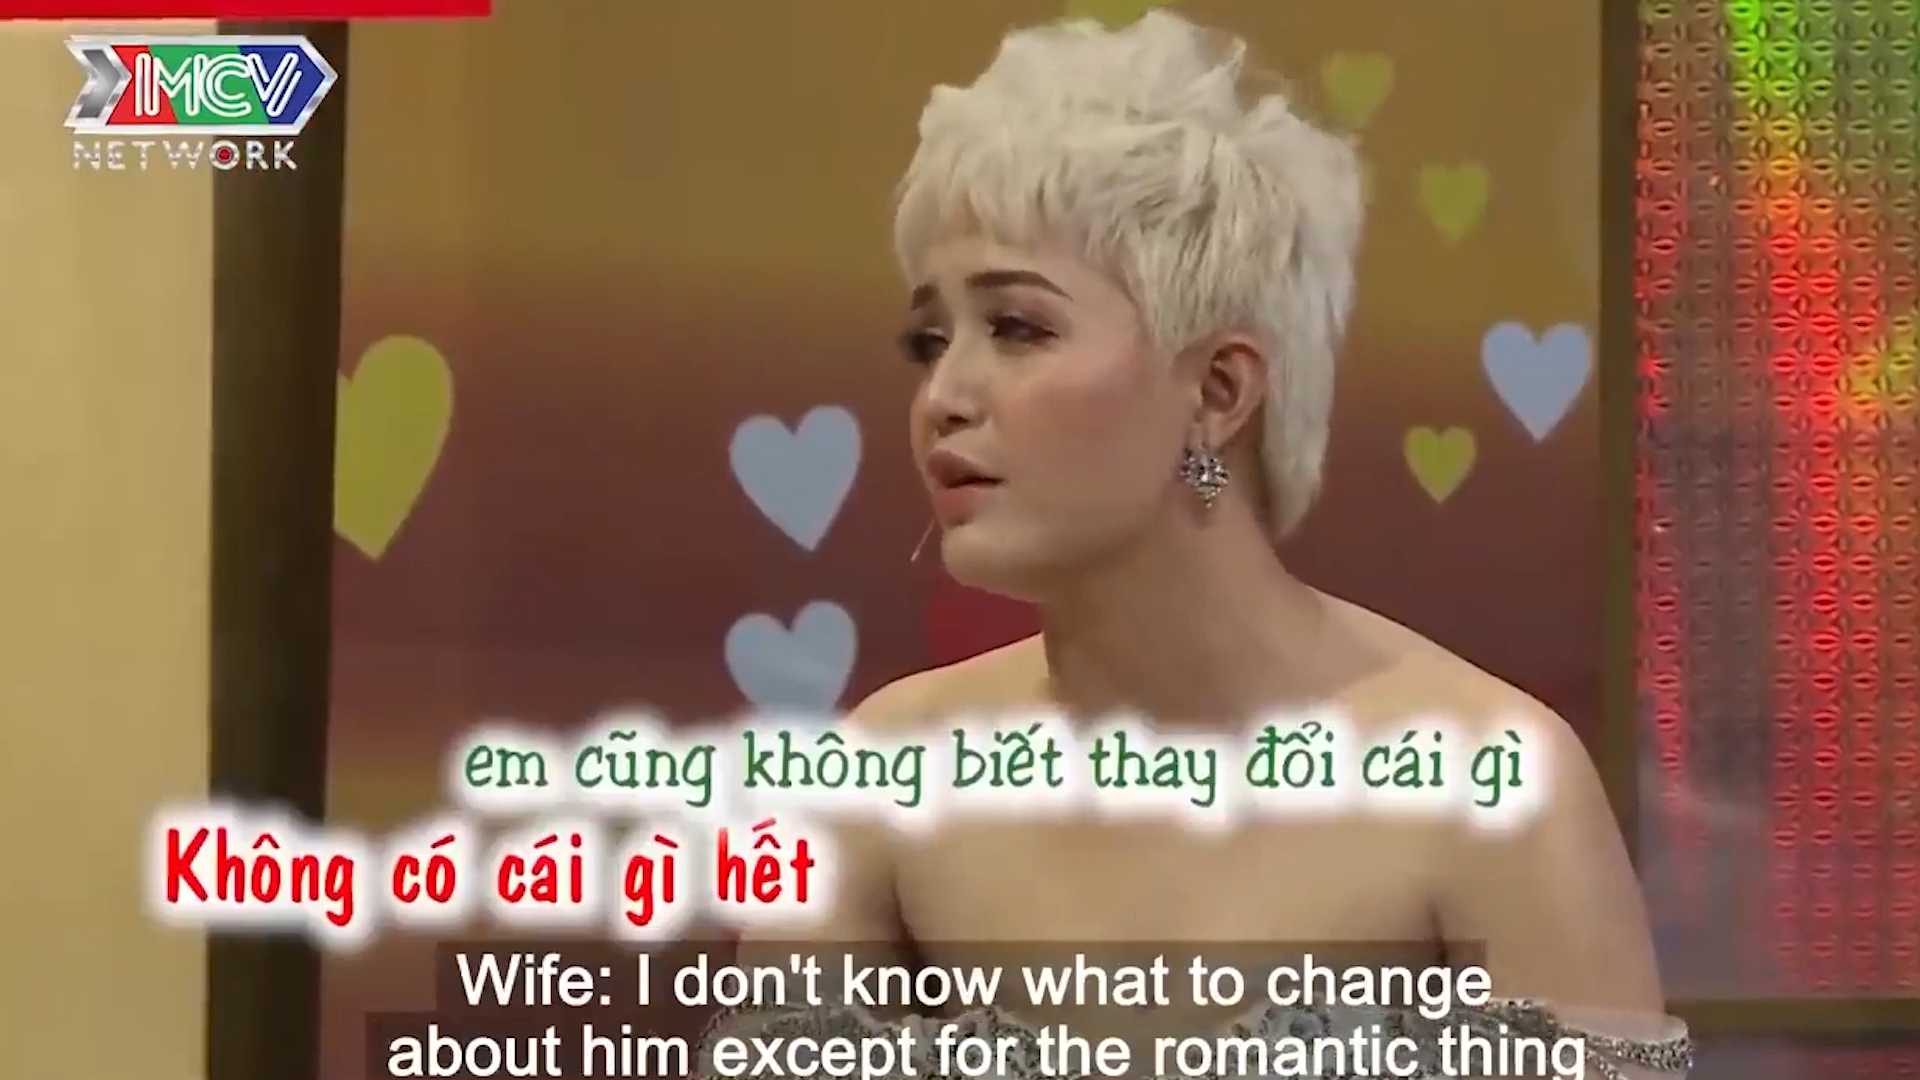 MCV
NETWORK
em cũng không biết thay đổi cái gì
Không có cái gì hết
Wife: I don't know what to change
about him except for the romantic thing